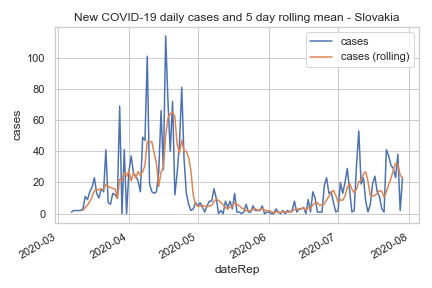 New COVID-19 daily cases and 5 day rolling mean - Slovakia
cases
cases (rolling)
cases
100
80
60
40
20
0
2020-03
2020-04
2020-05
2020-06
2020-07
2020-08
dateRep